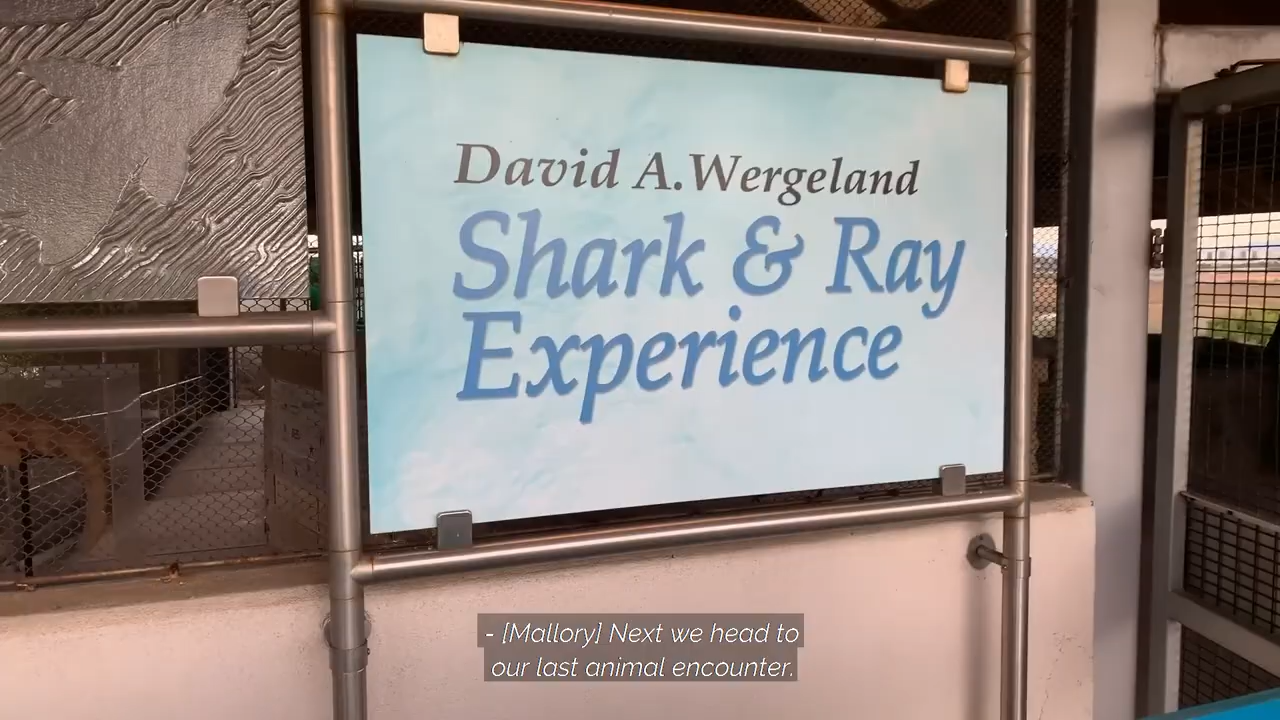 David A. Wergeland
Shark & Ray
Experience
- [Mallory] Next we head to
our last animal encounter.